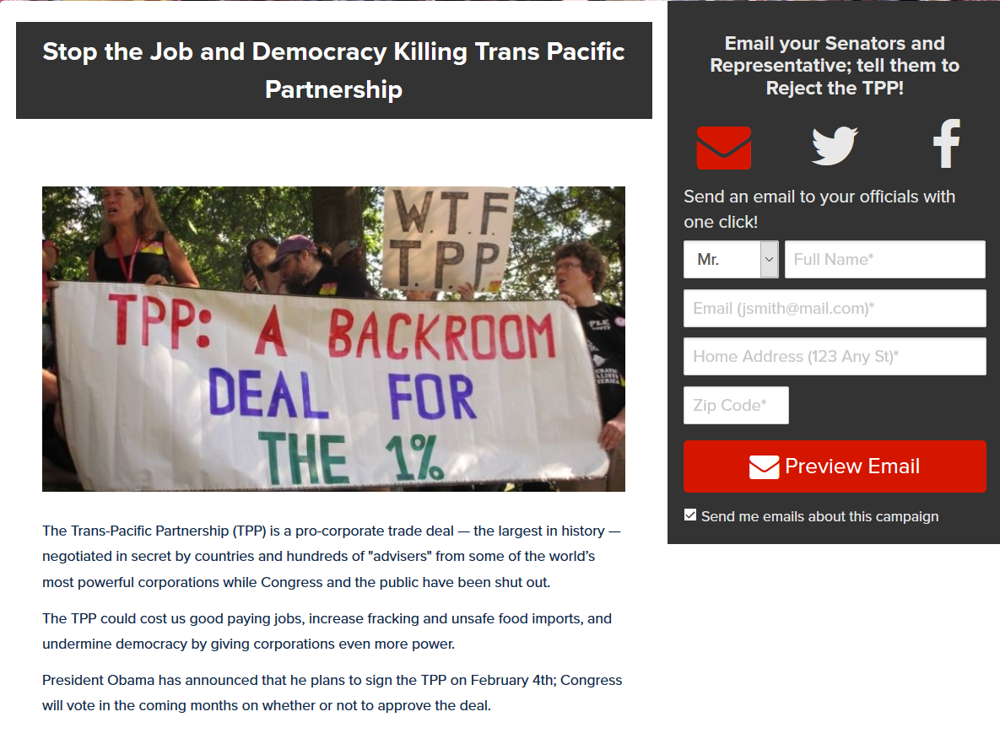 Stop the Job and Democracy Killing Trans Pacific
Partnership
W.T.F.
T.P.P.
TPP: A BACKROOM
DEAL FOR
THE 1%
The Trans-Pacific Partnership (TPP) is a pro-corporate trade deal — the largest in history —
negotiated in secret by countries and hundreds of "advisers" from some of the world's
most powerful corporations while Congress and the public have been shut out.
The TPP could cost us good paying jobs, increase fracking and unsafe food imports, and
undermine democracy by giving corporations even more power.
President Obama has announced that he plans to sign the TPP on February 4th; Congress
will vote in the coming months on whether or not to approve the deal.
Email your Senators and
Representative; tell them to
Reject the TPP!
Send an email to your officials with
one click!
Mr. Full Name*
Email (jsmith@mail.com)*
Home Address (123 Any St)*
Zip Code*
Preview Email
Send me emails about this campaign